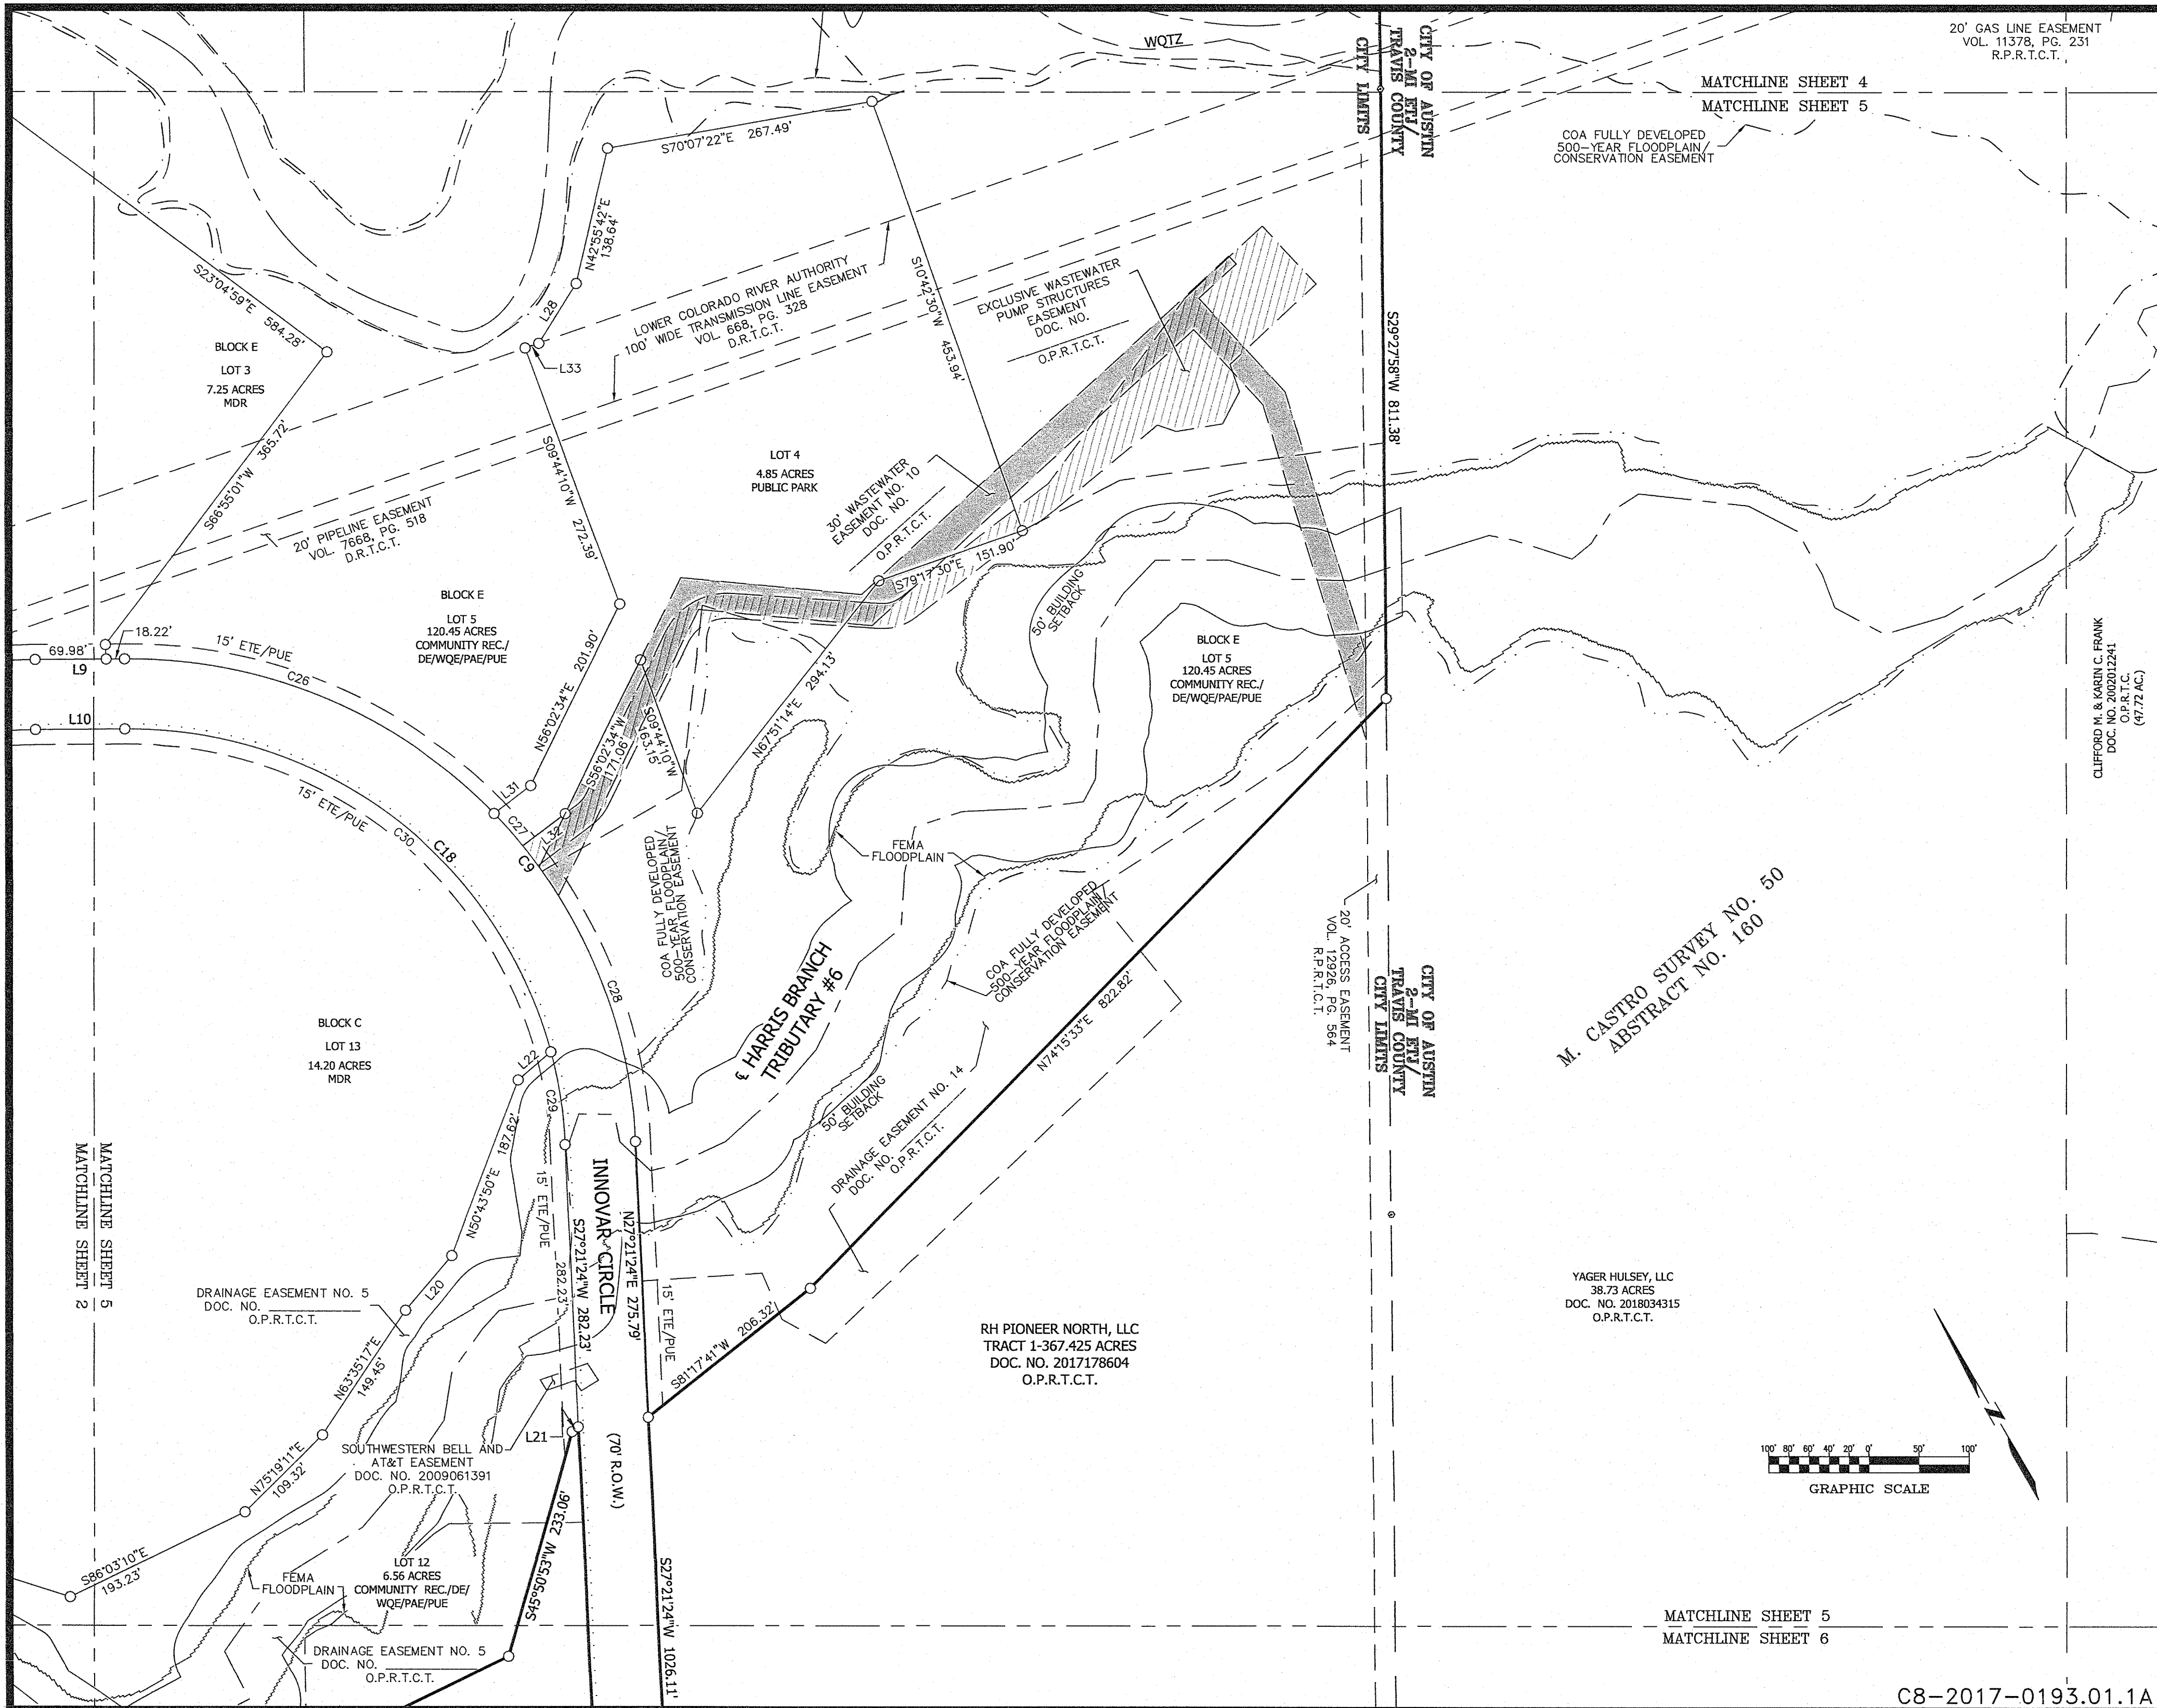 WQTZ
CITY OF AUSTIN
2-MI ETJ/
TRAVIS COUNTY
CITY LIMITS
20' GAS LINE EASEMENT
VOL. 11378, PG. 231
R.P.R.T.C.T.
MATCHLINE SHEET 4
MATCHLINE SHEET 5
COA FULLY DEVELOPED
500-YEAR FLOODPLAIN/
CONSERVATION EASEMENT
S70°07'22"E 267.49'
N42°55'42"E
138.64'
L28
L33
S23°04'59"E 584.28'
BLOCK E
LOT 3
7.25 ACRES
MDR
S66°55'01"W 365.72'
LOWER COLORADO RIVER AUTHORITY
100' WIDE TRANSMISSION LINE EASEMENT
VOL. 668, PG. 328
D.R.T.C.T.
S10°42'30"W 453.94'
EXCLUSIVE WASTEWATER
PUMP STRUCTURES
EASEMENT
DOC. NO.
O.P.R.T.C.T.
S29°27'58"W 811.38'
S09°44'10"W 272.39'
LOT 4
4.85 ACRES
PUBLIC PARK
30' WASTEWATER
EASEMENT NO. 10
DOC. NO.
O.P.R.T.C.T.
20' PIPELINE EASEMENT
VOL. 7668, PG. 518
D.R.T.C.T.
S79°17'30"E 151.90'
BLOCK E
LOT 5
120.45 ACRES
COMMUNITY REC./
DE/WQE/PAE/PUE
50' BUILDING
SETBACK
BLOCK E
LOT 5
120.45 ACRES
COMMUNITY REC./
DE/WQE/PAE/PUE
CLIFFORD M. & KARIN C. FRANK
DOC. NO. 2002012241
O.P.R.T.C.
(47.72 AC.)
69.98'
18.22'
L9
15' ETE/PUE
C26
L10
15' ETE/PUE
C30
C18
N56°02'34"E 201.90'
L31
C27
L32
C9
S56°02'34"W
171.06'
S09°44'10"W
163.15'
N67°51'14"E 294.13'
COA FULLY DEVELOPED
500-YEAR FLOODPLAIN/
CONSERVATION EASEMENT
FEMA
FLOODPLAIN
COA FULLY DEVELOPED
500-YEAR FLOODPLAIN/
CONSERVATION EASEMENT
20' ACCESS EASEMENT
VOL. 12926, PG. 564
R.P.R.T.C.T.
M. CASTRO SURVEY NO. 50
ABSTRACT NO. 160
C28
℄ HARRIS BRANCH
TRIBUTARY #6
N74°15'33"E 822.82'
CITY OF AUSTIN
2-MI ETJ/
TRAVIS COUNTY
CITY LIMITS
BLOCK C
LOT 13
14.20 ACRES
MDR
L22
C29
50' BUILDING
SETBACK
DRAINAGE EASEMENT NO. 14
DOC. NO.
O.P.R.T.C.T.
MATCHLINE SHEET 5
MATCHLINE SHEET 2
N50°43'50"E 187.62'
15' ETE/PUE
282.23'
S27°21'24"W 282.23'
INNOVAR CIRCLE
N27°21'24"E 275.79'
15' ETE/PUE
L20
DRAINAGE EASEMENT NO. 5
DOC. NO.
O.P.R.T.C.T.
N63°35'17"E
149.45'
S81°17'41"W 206.32'
RH PIONEER NORTH, LLC
TRACT 1-367.425 ACRES
DOC. NO. 2017178604
O.P.R.T.C.T.
YAGER HULSEY, LLC
38.73 ACRES
DOC. NO. 2018034315
O.P.R.T.C.T.
N75°19'11"E
109.32'
L21
SOUTHWESTERN BELL AND
AT&T EASEMENT
DOC. NO. 2009061391
O.P.R.T.C.T.
(70' R.O.W.)
N
100' 80' 60' 40' 20' 0' 50' 100'
GRAPHIC SCALE
S86°03'10"E
193.23'
FEMA
FLOODPLAIN
LOT 12
6.56 ACRES
COMMUNITY REC./DE/
WQE/PAE/PUE
S45°50'53"W 233.06'
S27°21'24"W 1026.11'
DRAINAGE EASEMENT NO. 5
DOC. NO.
O.P.R.T.C.T.
MATCHLINE SHEET 5
MATCHLINE SHEET 6
C8-2017-0193.01.1A